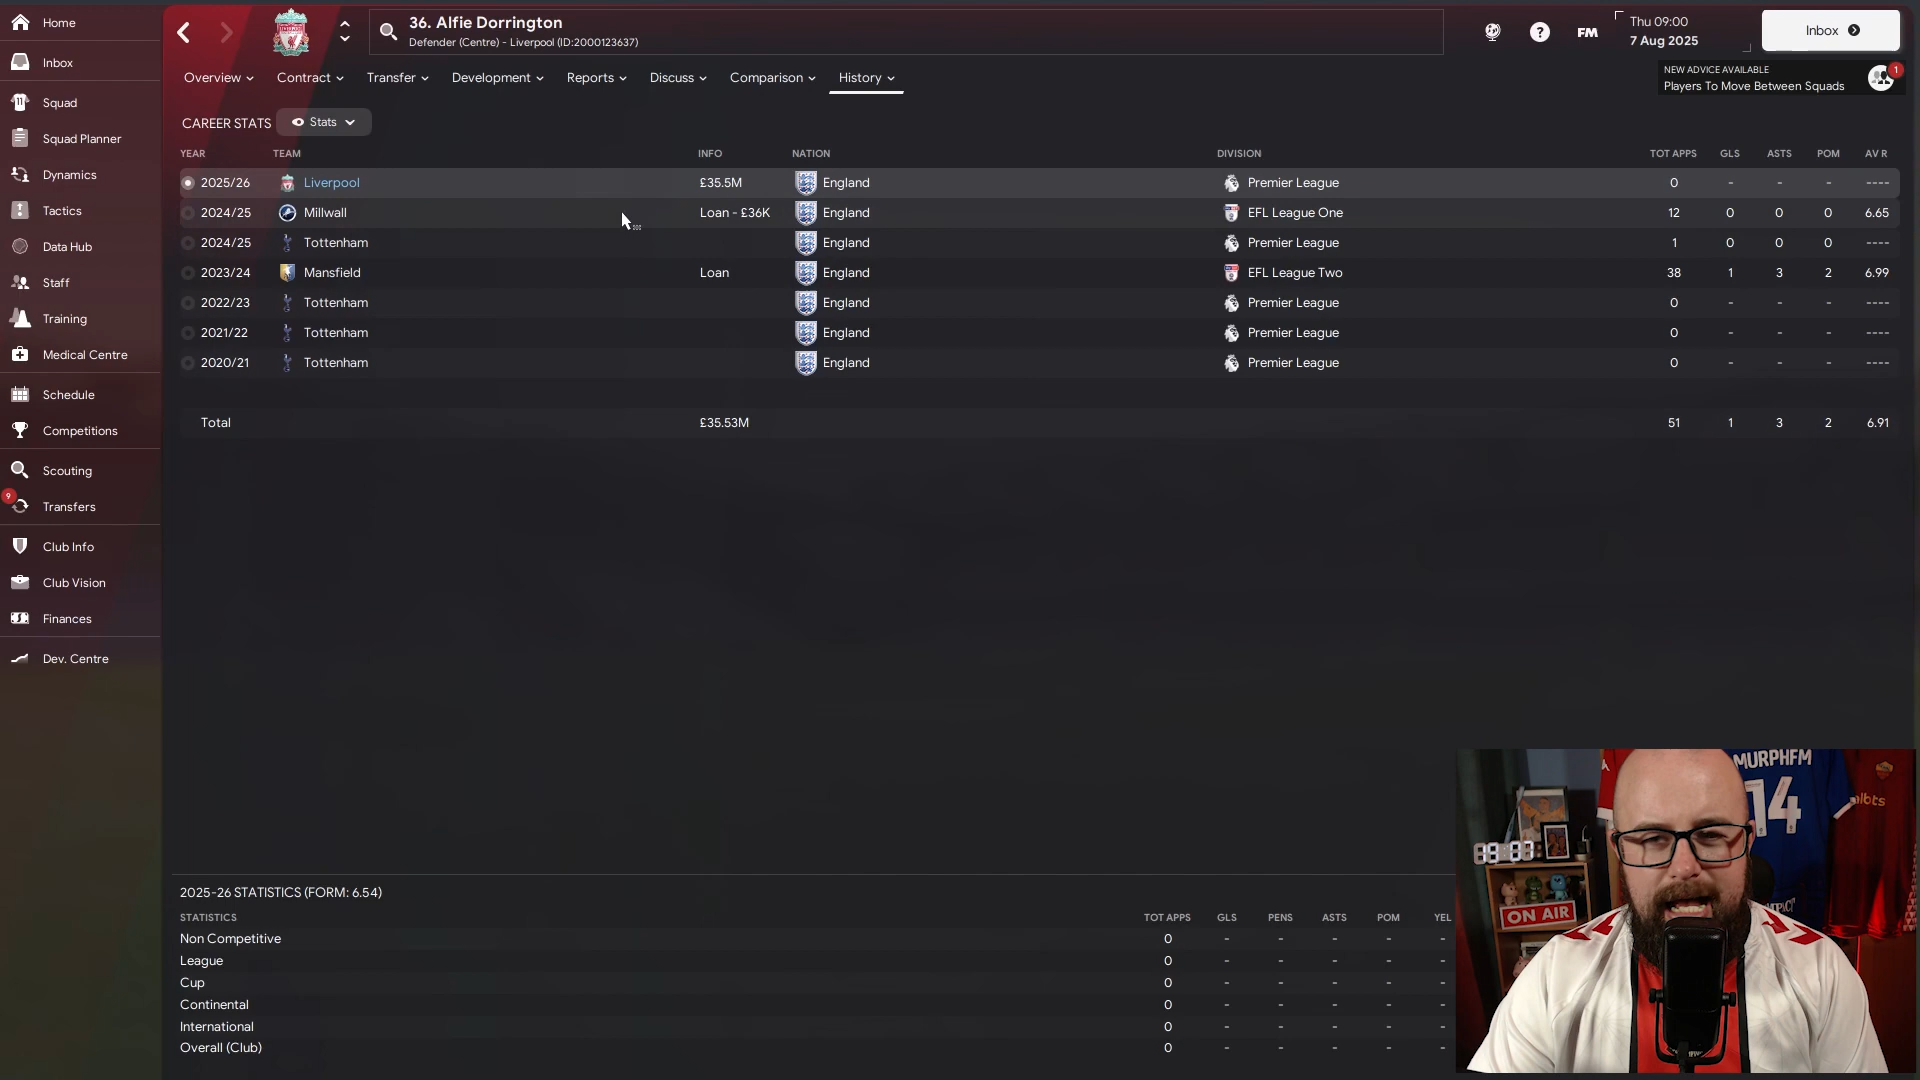 Home
Inbox
Squad
Squad Planner
Dynamics
Tactics
Data Hub
Staff
Training
Medical Centre
Schedule
Competitions
Scouting
9
Transfers
Club Info
Club Vision
Finances
Dev. Centre
36. Alfie Dorrington
Defender (Centre) - Liverpool (ID:2000123637)
? FM
Thu 09:00
7 Aug 2025
Inbox
Overview Contract Transfer Development Reports Discuss Comparison History
NEW ADVICE AVAILABLE
Players To Move Between Squads
1
CAREER STATS Stats
YEAR TEAM INFO NATION DIVISION TOT APPS GLS ASTS POM AV R
2025/26 Liverpool £35.5M England Premier League 0 - - - ----
2024/25 Millwall Loan - £36K England EFL League One 12 0 0 0 6.65
2024/25 Tottenham England Premier League 1 0 0 0 ----
2023/24 Mansfield Loan England EFL League Two 38 1 3 2 6.99
2022/23 Tottenham England Premier League 0 - - - ----
2021/22 Tottenham England Premier League 0 - - - ----
2020/21 Tottenham England Premier League 0 - - - ----
Total £35.53M 51 1 3 2 6.91
2025-26 STATISTICS (FORM: 6.54)
STATISTICS TOT APPS GLS PENS ASTS POM YEL
Non Competitive 0 - - - - -
League 0 - - - - -
Cup 0 - - - - -
Continental 0 - - - - -
International 0 - - - - -
Overall (Club) 0 - - - - -
MURPHFM
14
19:07
ON AIR